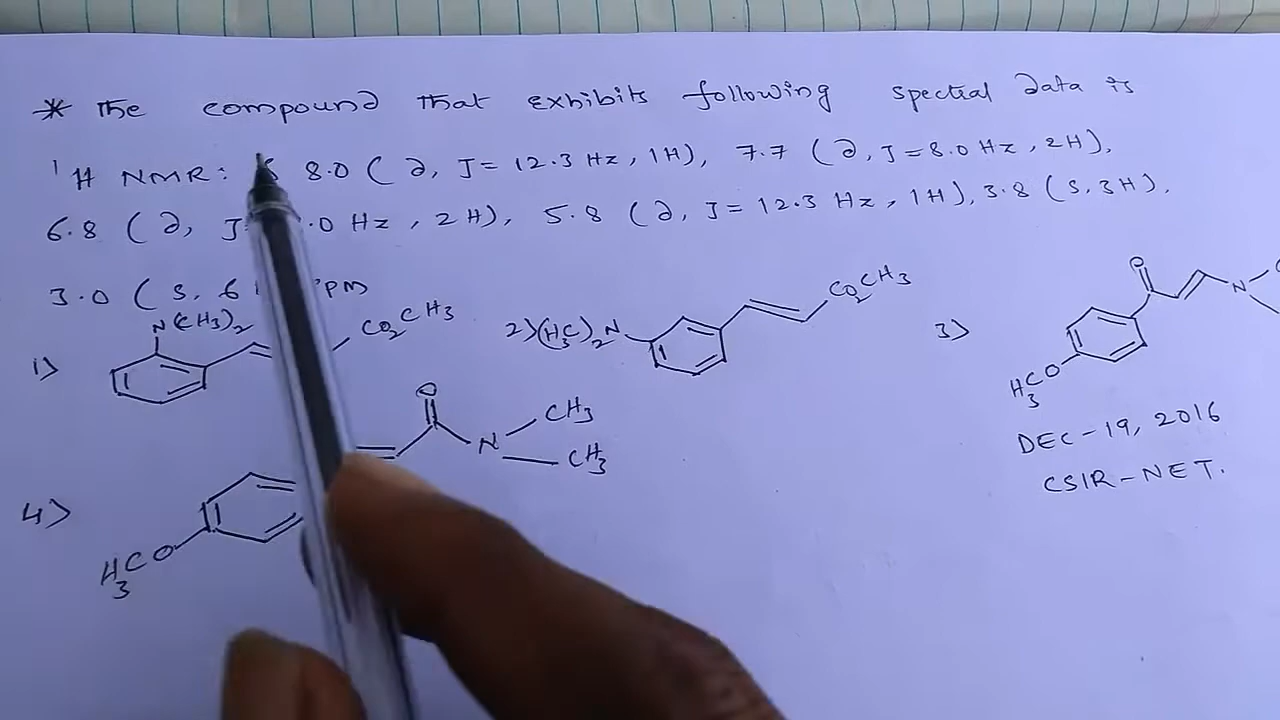 * The compound that exhibits following spectral data is
¹H NMR: 8.0 (d, J = 12.3 Hz, 1H), 7.7 (d, J = 8.0 Hz, 2H),
6.8 (d, J .0 Hz, 2H), 5.8 (d, J = 12.3 Hz, 1H), 3.8 (s, 3H),
3.0 (s, 6 ppm
1) N(CH₃)₂ CO₂CH₃ 2) (H₃C)₂N CO₂CH₃ 3) O N H₃CO
DEC-19, 2016
CSIR-NET.
4) O N CH₃ CH₃ H₃CO